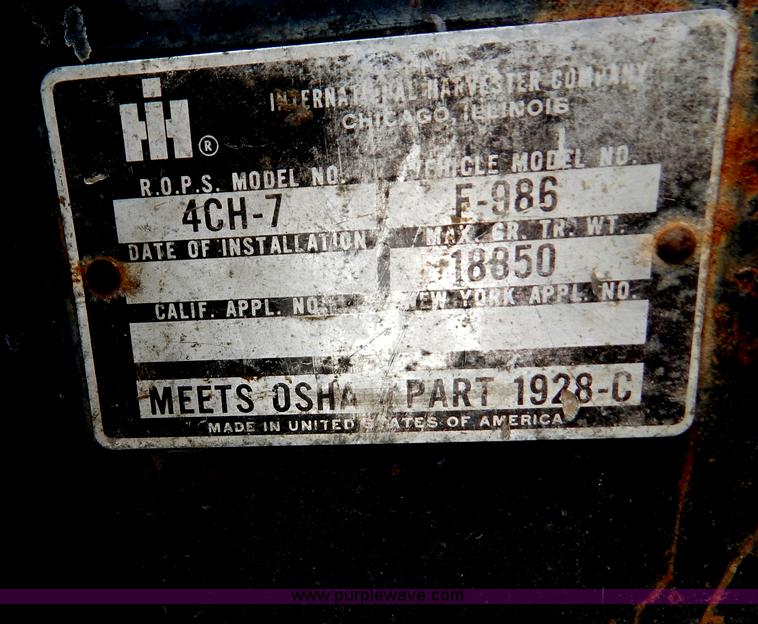 IH ®
INTERNATIONAL HARVESTER COMPANY
CHICAGO, ILLINOIS
R.O.P.S. MODEL NO. VEHICLE MODEL NO.
4CH-7 F-986
DATE OF INSTALLATION MAX. GR. TR. WT.
18850
CALIF. APPL. NO. NEW YORK APPL. NO.
MEETS OSHA PART 1928-C
MADE IN UNITED STATES OF AMERICA
www.purplewave.com